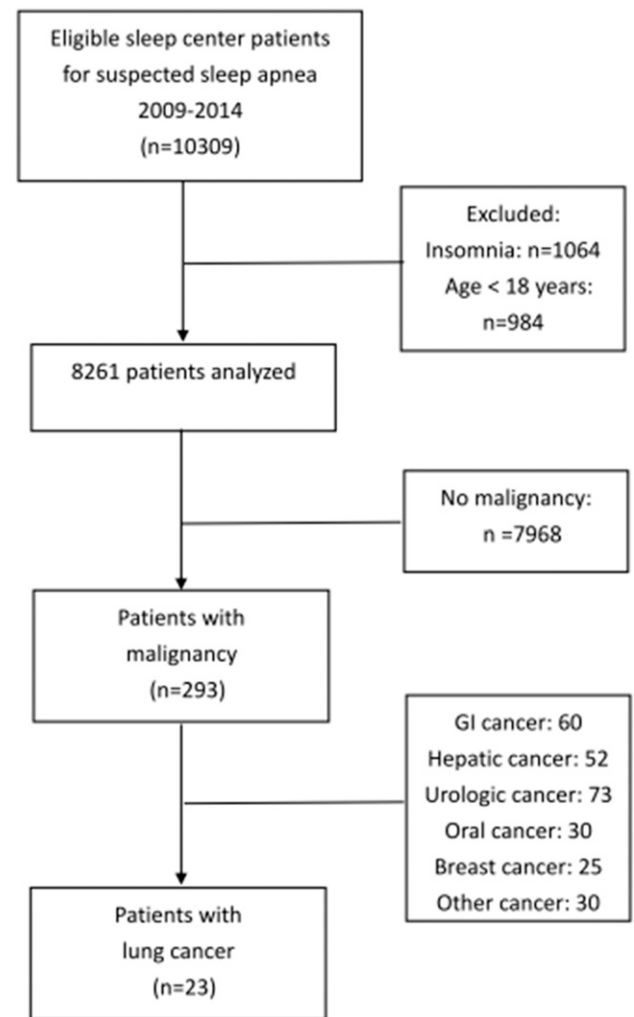 Eligible sleep center patients
for suspected sleep apnea
2009-2014
(n=10309)
Excluded:
Insomnia: n=1064
Age < 18 years:
n=984
8261 patients analyzed
No malignancy:
n =7968
Patients with
malignancy
(n=293)
GI cancer: 60
Hepatic cancer: 52
Urologic cancer: 73
Oral cancer: 30
Breast cancer: 25
Other cancer: 30
Patients with
lung cancer
(n=23)